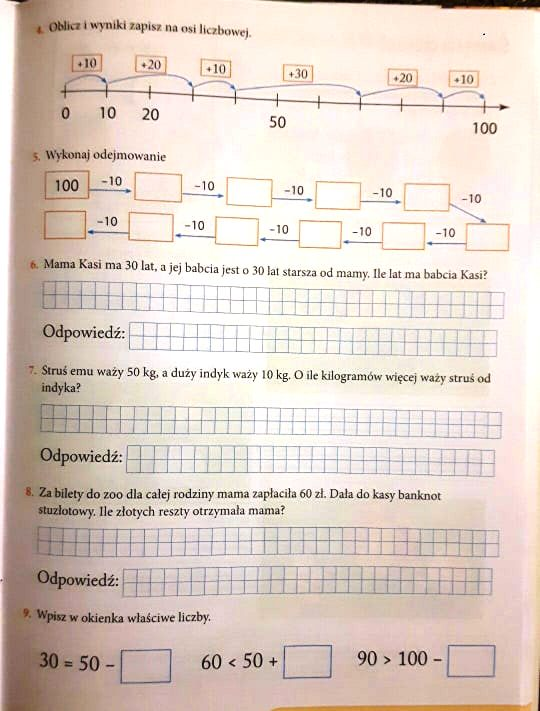 4. Oblicz i wyniki zapisz na osi liczbowej.
+10 +20 +10 +30 +20 +10
0 10 20 50 100
5. Wykonaj odejmowanie
100 -10 -10 -10 -10 -10
-10 -10 -10 -10 -10
6. Mama Kasi ma 30 lat, a jej babcia jest o 30 lat starsza od mamy. Ile lat ma babcia Kasi?
Odpowiedź:
7. Struś emu waży 50 kg, a duży indyk waży 10 kg. O ile kilogramów więcej waży struś od
indyka?
Odpowiedź:
8. Za bilety do zoo dla całej rodziny mama zapłaciła 60 zł. Dała do kasy banknot
stuzłotowy. Ile złotych reszty otrzymała mama?
Odpowiedź:
9. Wpisz w okienka właściwe liczby.
30 = 50 - 60 < 50 + 90 > 100 -